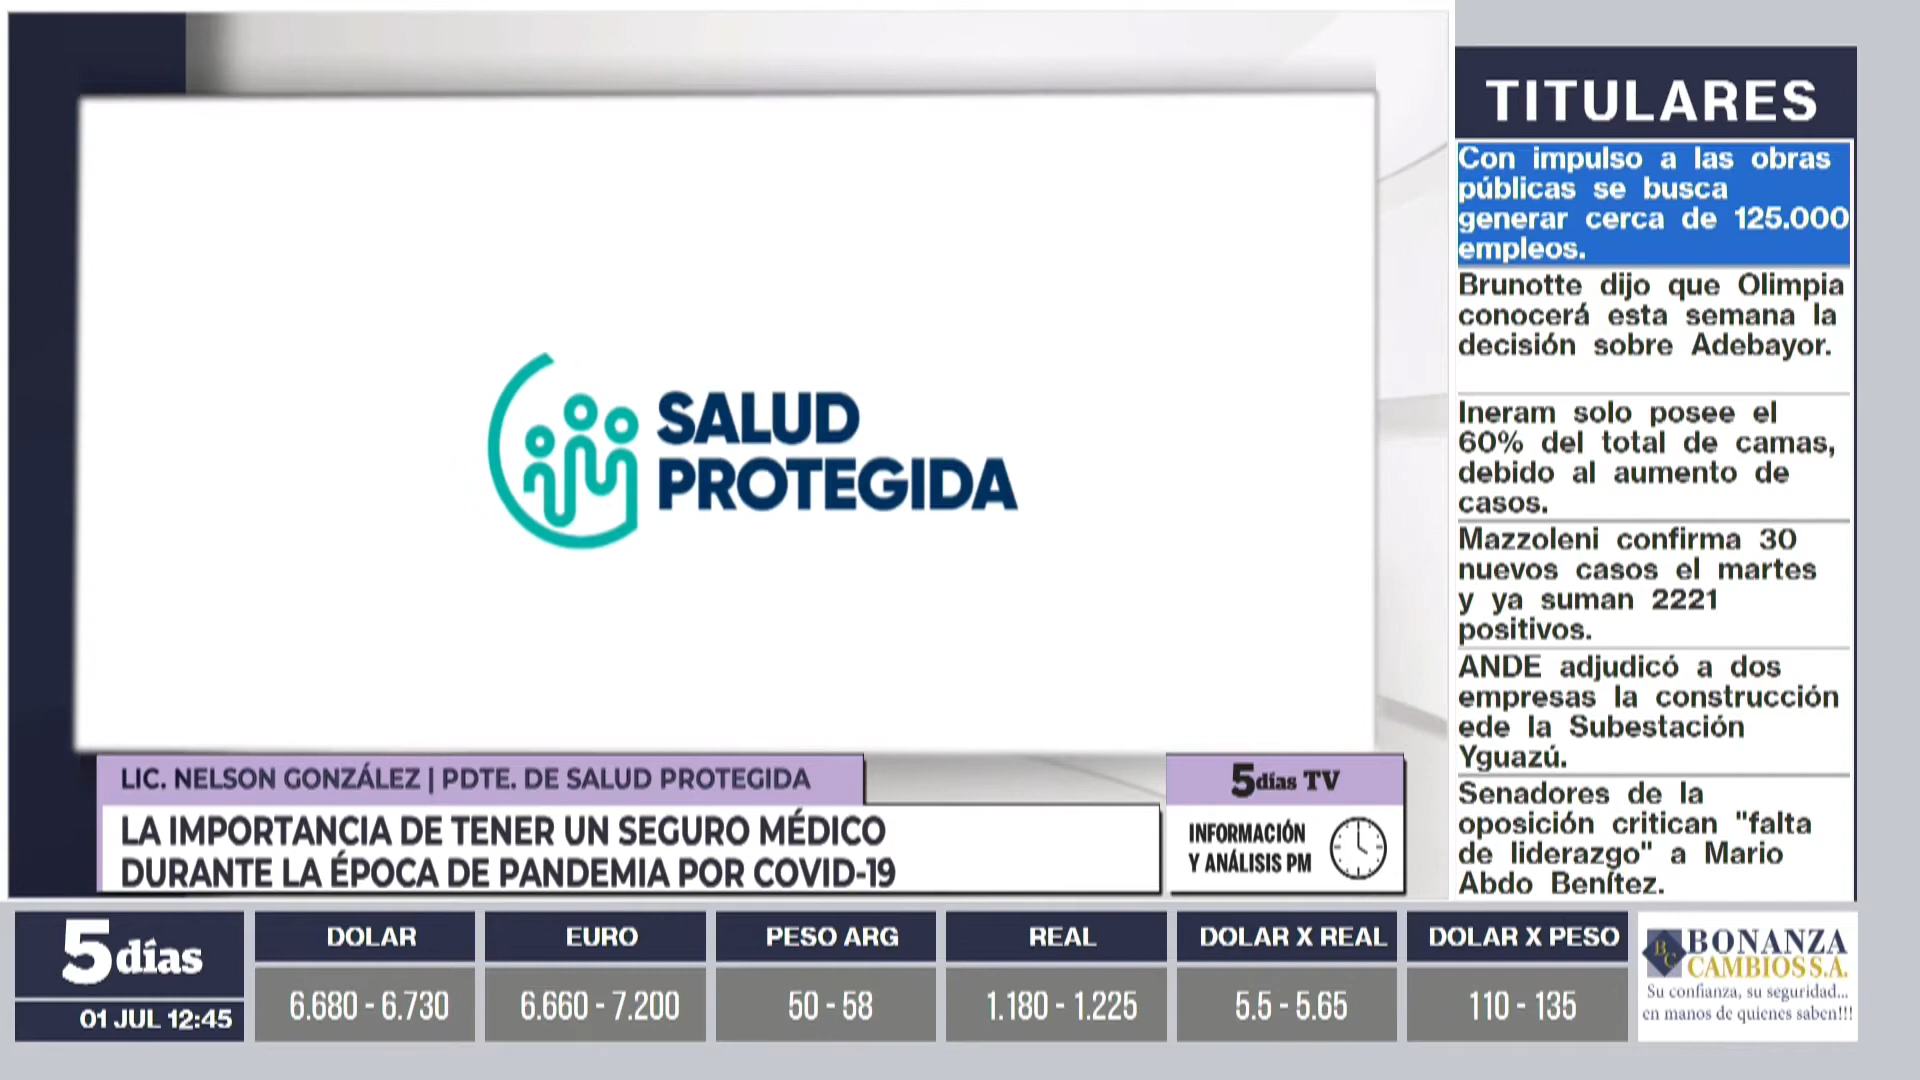 SALUD
PROTEGIDA
LIC. NELSON GONZÁLEZ | PDTE. DE SALUD PROTEGIDA
LA IMPORTANCIA DE TENER UN SEGURO MÉDICO
DURANTE LA ÉPOCA DE PANDEMIA POR COVID-19
5días TV
INFORMACIÓN
Y ANÁLISIS PM
TITULARES
Con impulso a las obras
públicas se busca
generar cerca de 125.000
empleos.
Brunotte dijo que Olimpia
conocerá esta semana la
decisión sobre Adebayor.
Ineram solo posee el
60% del total de camas,
debido al aumento de
casos.
Mazzoleni confirma 30
nuevos casos el martes
y ya suman 2221
positivos.
ANDE adjudicó a dos
empresas la construcción
ede la Subestación
Yguazú.
Senadores de la
oposición critican "falta
de liderazgo" a Mario
Abdo Benítez.
5días
01 JUL 12:45
DOLAR
6.680 - 6.730
EURO
6.660 - 7.200
PESO ARG
50 - 58
REAL
1.180 - 1.225
DOLAR X REAL
5.5 - 5.65
DOLAR X PESO
110 - 135
BC
BONANZA
CAMBIOS S.A.
Su confianza, su seguridad...
en manos de quienes saben!!!